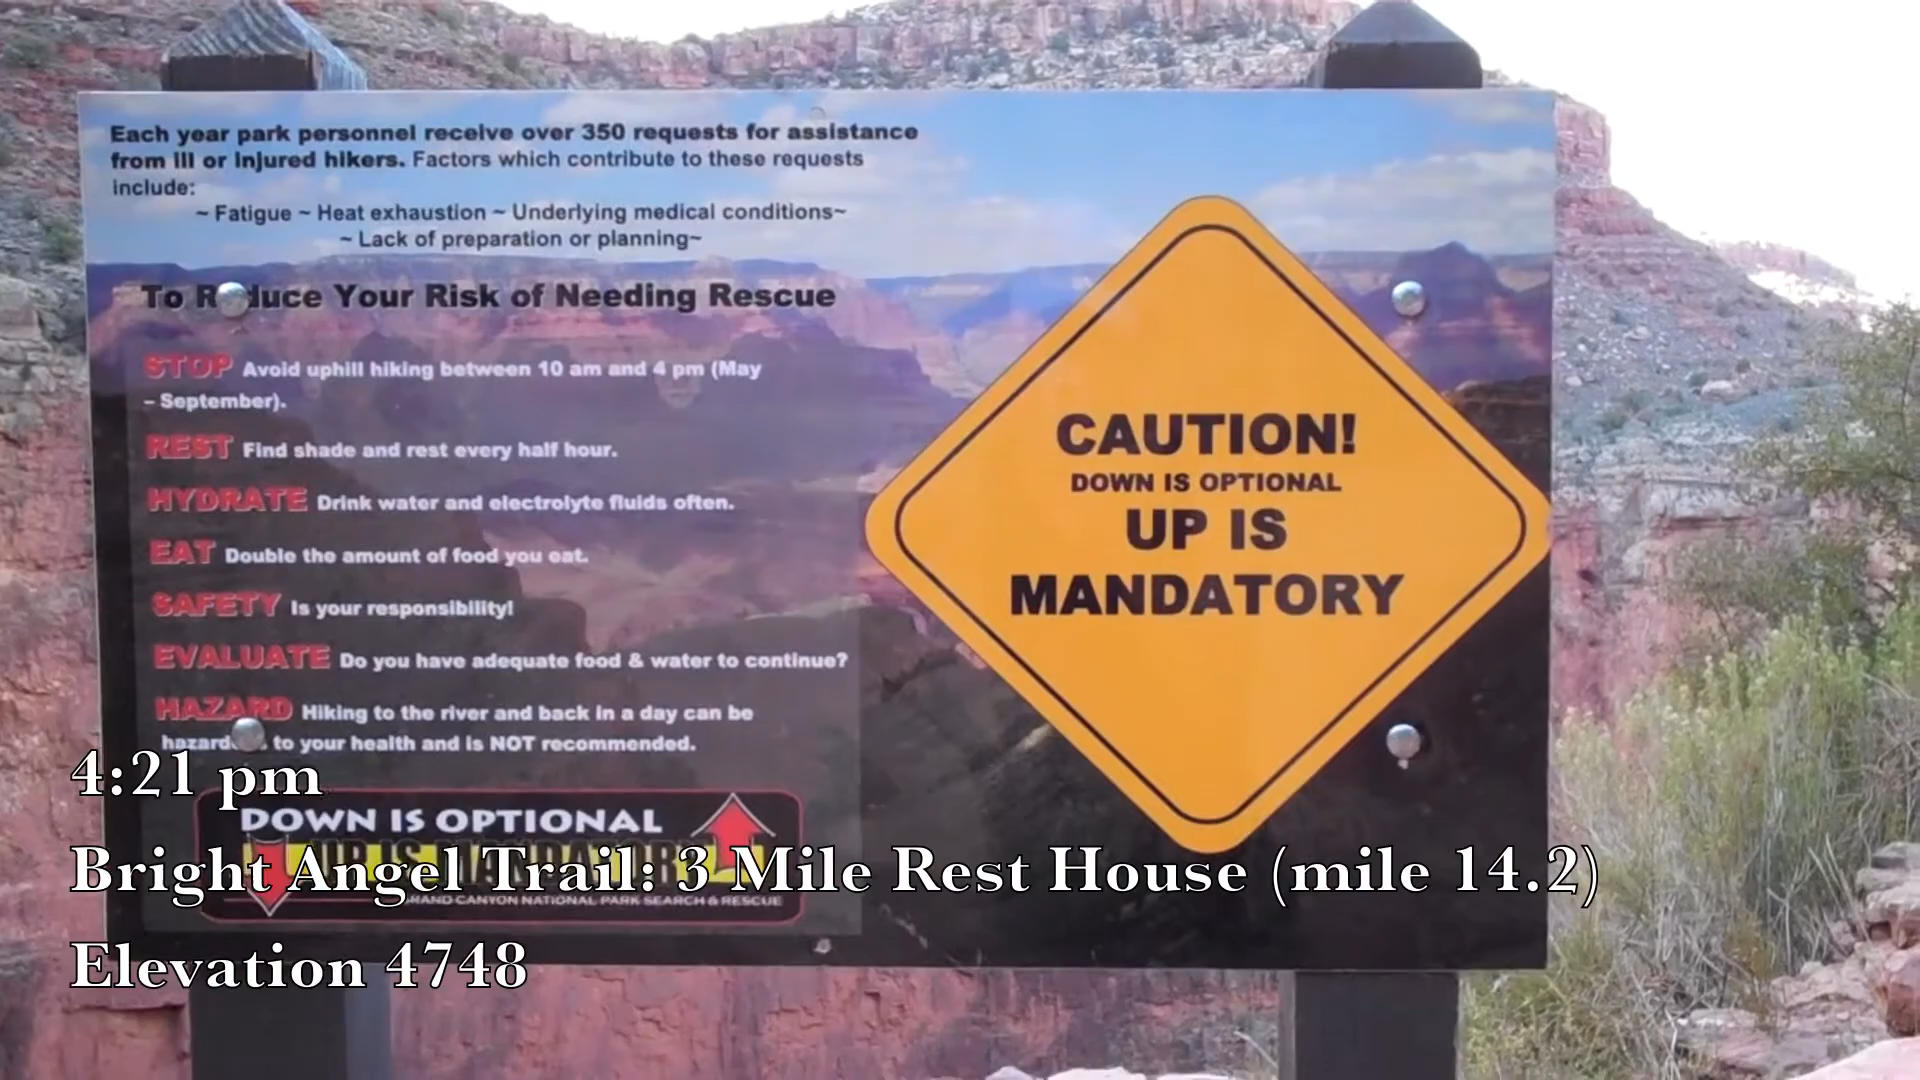 Each year park personnel receive over 350 requests for assistance
from ill or injured hikers. Factors which contribute to these requests
include:
~ Fatigue ~ Heat exhaustion ~ Underlying medical conditions~
~ Lack of preparation or planning~
To Reduce Your Risk of Needing Rescue
STOP Avoid uphill hiking between 10 am and 4 pm (May
– September).
REST Find shade and rest every half hour.
HYDRATE Drink water and electrolyte fluids often.
EAT Double the amount of food you eat.
SAFETY Is your responsibility!
EVALUATE Do you have adequate food & water to continue?
HAZARD Hiking to the river and back in a day can be
to your health and is NOT recommended.
DOWN IS OPTIONAL
UP IS MANDATORY
GRAND CANYON NATIONAL PARK SEARCH & RESCUE
CAUTION!
DOWN IS OPTIONAL
UP IS
MANDATORY
4:21 pm
Bright Angel Trail: 3 Mile Rest House (mile 14.2)
Elevation 4748